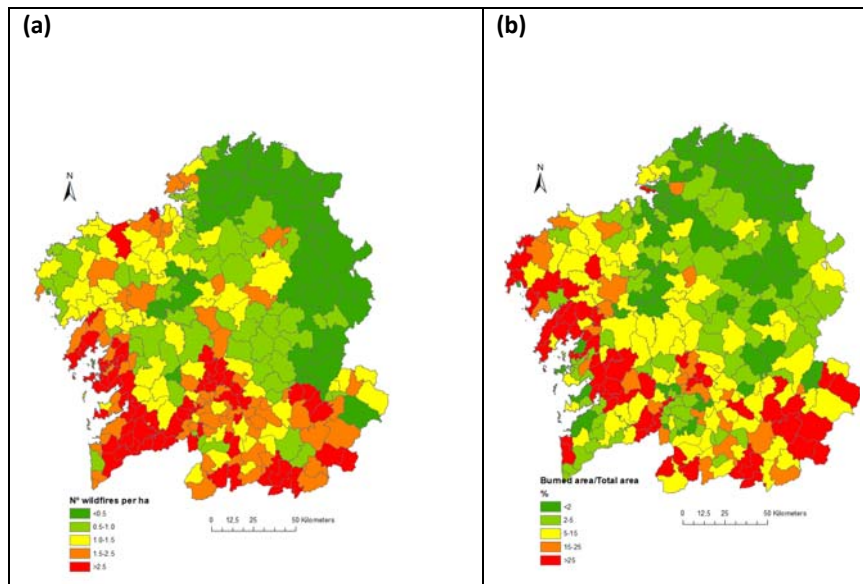 (a)
(b)
N
N
Nº wildfires per ha
<0.5
0.5-1.0
1.0-1.5
1.5-2.5
>2.5
0 12,5 25 50 Kilometers
Burned area/Total area
%
<2
2-5
5-15
15-25
>25
0 12,5 25 50 Kilometers